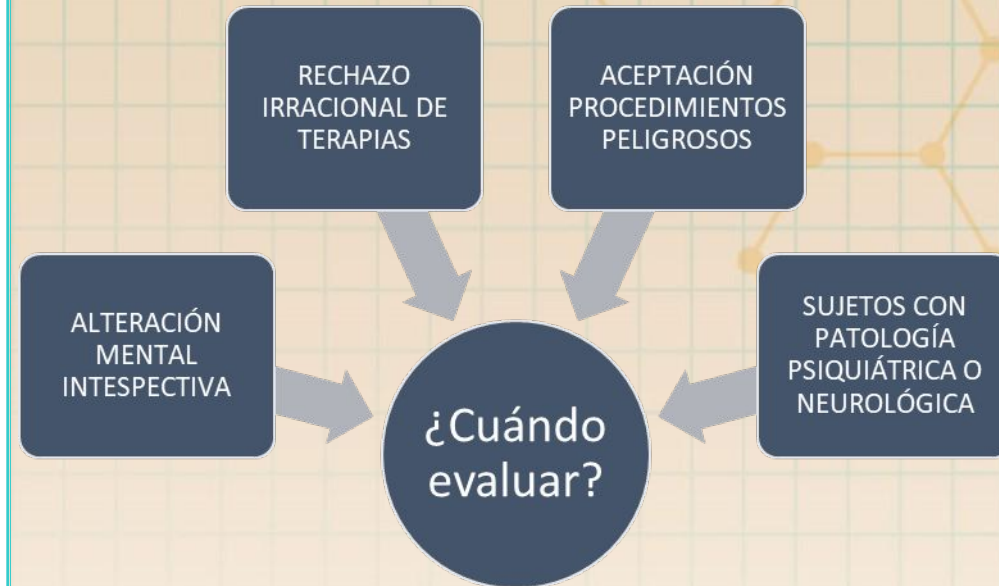 RECHAZO
IRRACIONAL DE
TERAPIAS
ACEPTACIÓN
PROCEDIMIENTOS
PELIGROSOS
ALTERACIÓN
MENTAL
INTESPECTIVA
SUJETOS CON
PATOLOGÍA
PSIQUIÁTRICA O
NEUROLÓGICA
¿Cuándo
evaluar?